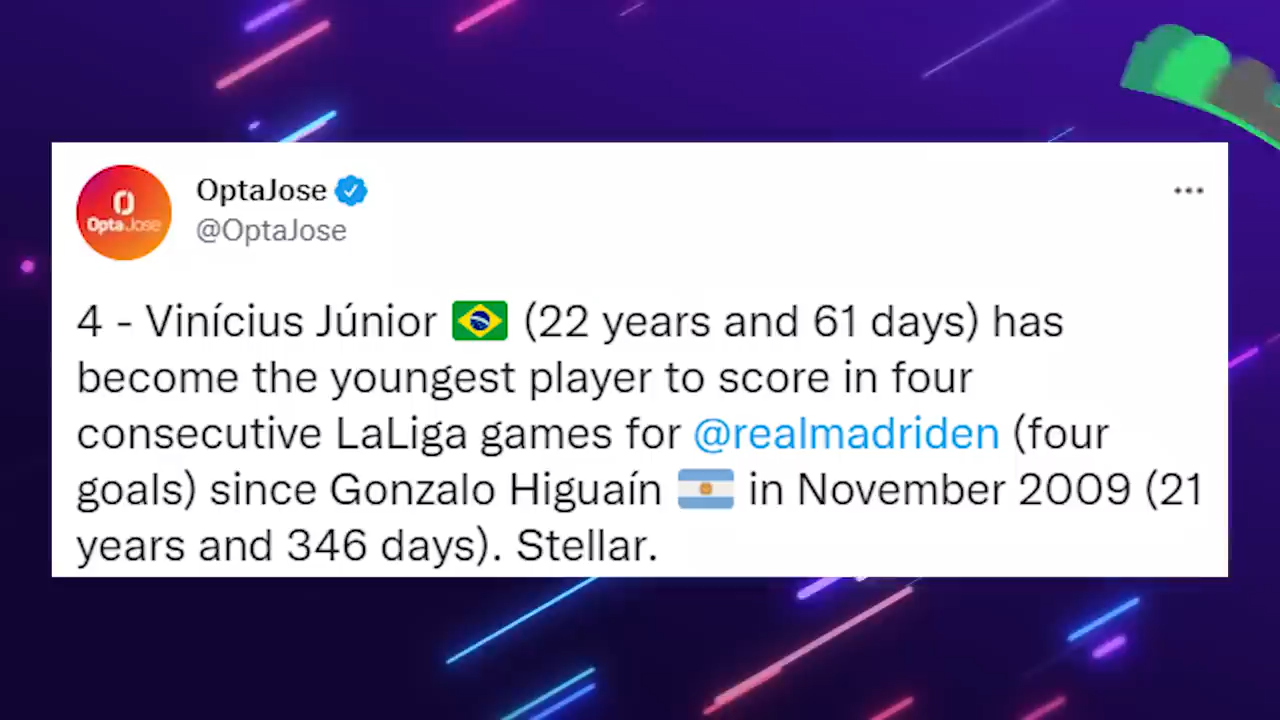 OptaJose
Opta Jose
@OptaJose
4 - Vinícius Júnior 🇧🇷 (22 years and 61 days) has
become the youngest player to score in four
consecutive LaLiga games for @realmadriden (four
goals) since Gonzalo Higuaín 🇦🇷 in November 2009 (21
years and 346 days). Stellar.